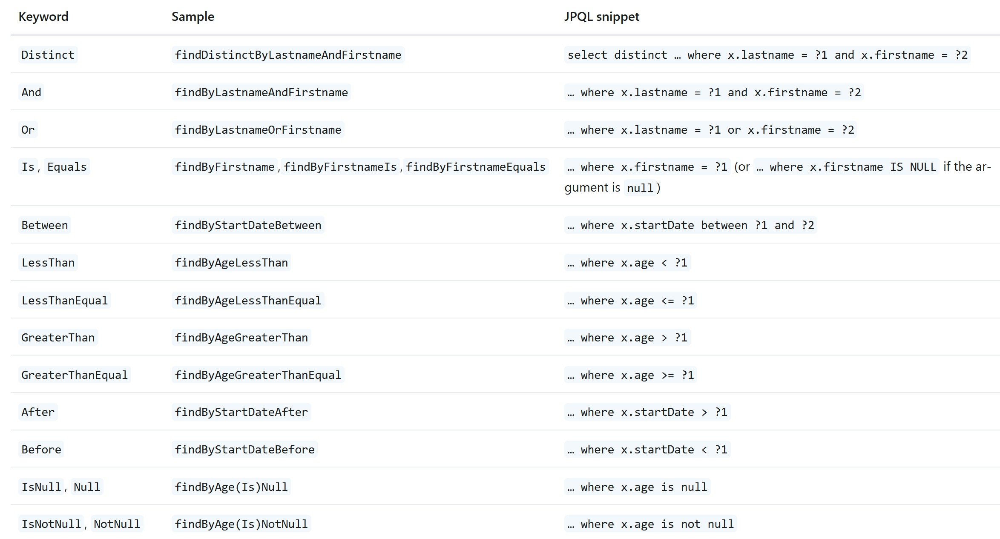 Keyword Sample JPQL snippet
Distinct findDistinctByLastnameAndFirstname select distinct … where x.lastname = ?1 and x.firstname = ?2
And findByLastnameAndFirstname … where x.lastname = ?1 and x.firstname = ?2
Or findByLastnameOrFirstname … where x.lastname = ?1 or x.firstname = ?2
Is, Equals findByFirstname,findByFirstnameIs,findByFirstnameEquals … where x.firstname = ?1 (or … where x.firstname IS NULL if the ar-
gument is null)
Between findByStartDateBetween … where x.startDate between ?1 and ?2
LessThan findByAgeLessThan … where x.age < ?1
LessThanEqual findByAgeLessThanEqual … where x.age <= ?1
GreaterThan findByAgeGreaterThan … where x.age > ?1
GreaterThanEqual findByAgeGreaterThanEqual … where x.age >= ?1
After findByStartDateAfter … where x.startDate > ?1
Before findByStartDateBefore … where x.startDate < ?1
IsNull, Null findByAge(Is)Null … where x.age is null
IsNotNull, NotNull findByAge(Is)NotNull … where x.age is not null